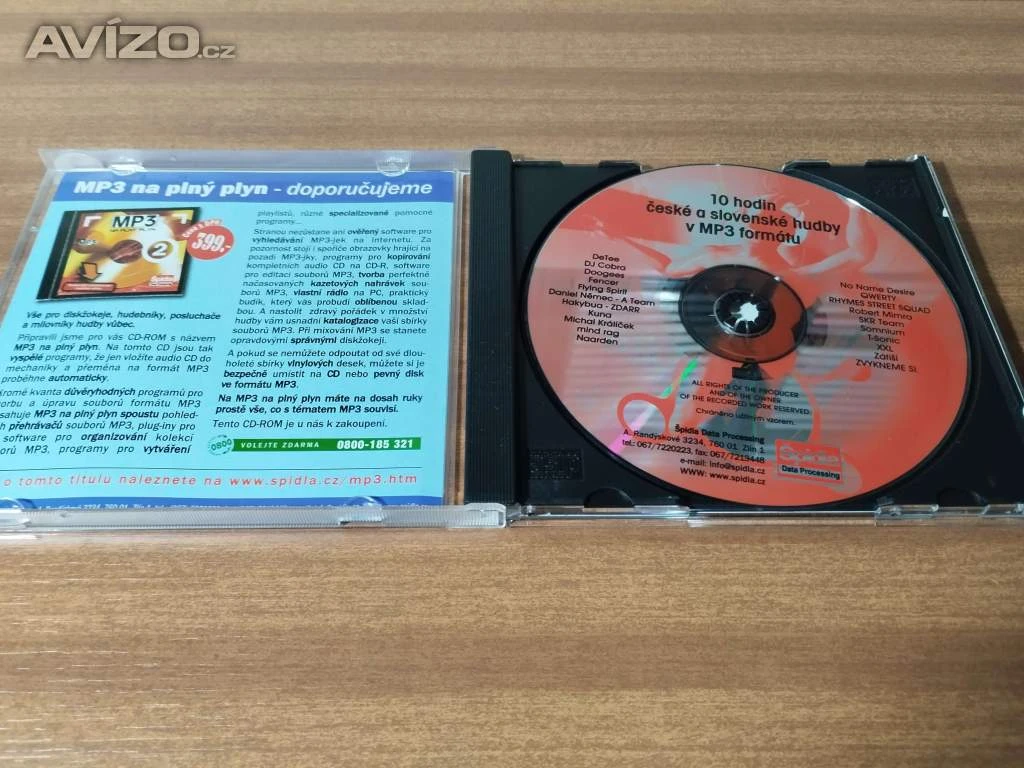 AVÍZO.cz
MP3 na plný plyn - doporučujeme
MP3
NA PLNÝ PLYN
2
399,-
Vše pro diskžokeje, hudebníky, posluchače
a milovníky hudby vůbec.
Připravili jsme pro vás CD-ROM s názvem
MP3 na plný plyn. Na tomto CD jsou tak
vyspělé programy, že jen vložíte audio CD do
mechaniky a přeměna na formát MP3
proběhne automaticky.
Kromě kvanta důvěryhodných programů pro
orbu a úpravu souborů formátu MP3
sahuje MP3 na plný plyn spoustu pohled-
přehrávačů souborů MP3, plug-iny pro
software pro organizování kolekcí
orů MP3, programy pro vytváření
playlistů, různé specializované pomocné
programy...
Stranou nezůstane ani ověřený software pro
vyhledávání MP3-jek na Internetu. Za
pozornost stojí i spořiče obrazovky hrající na
pozadí MP3-jky, programy pro kopírování
kompletních audio CD na CD-R, software
pro editaci souborů MP3, tvorba perfektně
načasovaných kazetových nahrávek sou-
borů MP3, vlastní rádio na PC, praktický
budík, který vás probudí oblíbenou sklad-
bou. A nastolit zdravý pořádek v množství
hudby vám usnadní katalogizace vaší sbírky
souborů MP3. Při mixování MP3 se stanete
opravdovými správnými diskžokeji.
A pokud se nemůžete odpoutat od své dlou-
holeté sbírky vinylových desek, můžete si je
bezpečně umístit na CD nebo pevný disk
ve formátu MP3.
Na MP3 na plný plyn máte na dosah ruky
prostě vše, co s tématem MP3 souvisí.
Tento CD-ROM je u nás k zakoupení.
0800 VOLEJTE ZDARMA 0800-185 321
o tomto titulu naleznete na www.spidla.cz/mp3.htm
10 hodin
české a slovenské hudby
v MP3 formátu
DeTee
DJ Cobra
Doogees
Fencer
Flying Spirit
Daniel Němec - A Team
Hakybua - ZDARR
Kuna
Michal Králíček
mind rag
Naarden
No Name Desire
QWERTY
RHYMES STREET SQUAD
Robert Mimra
SKR Team
Somnium
T-Sonic
XXL
Zátiší
ZVYKNEME SI.
ALL RIGHTS OF THE PRODUCER
AND OF THE OWNER
OF THE RECORDED WORK RESERVED.
Chráněno užitným vzorem.
Špidla Data Processing
A. Randýskové 3234, 760 01, Zlín 1
tel.: 067/7220223, fax: 067/7219448
e-mail: info@spidla.cz
WWW: www.spidla.cz
Špidla
Data Processing